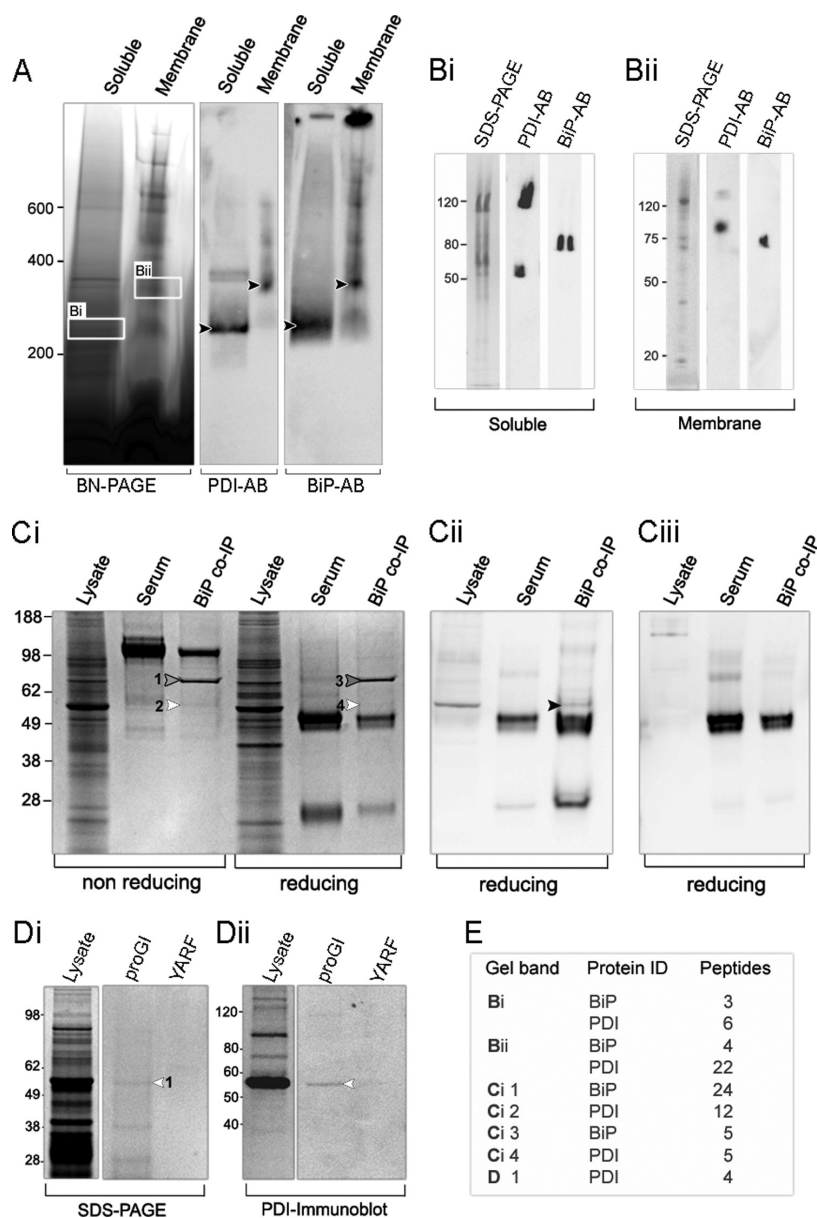 A
Soluble
Membrane
Soluble
Membrane
Soluble
Membrane
600
400
200
Bi
Bii
BN-PAGE
PDI-AB
BiP-AB
Bi
SDS-PAGE
PDI-AB
BiP-AB
120
80
50
Soluble
Bii
SDS-PAGE
PDI-AB
BiP-AB
120
75
50
20
Membrane
Ci
Lysate
Serum
BiP co-IP
Lysate
Serum
BiP co-IP
188
98
62
49
38
28
1
2
3
4
non reducing
reducing
Cii
Lysate
Serum
BiP co-IP
reducing
Ciii
Lysate
Serum
BiP co-IP
reducing
Di
Lysate
proGI
YARF
98
62
49
38
28
1
SDS-PAGE
Dii
Lysate
proGI
YARF
120
80
60
50
40
PDI-Immunoblot
E
Gel band Protein ID Peptides
Bi BiP 3
PDI 6
Bii BiP 4
PDI 22
Ci 1 BiP 24
Ci 2 PDI 12
Ci 3 BiP 5
Ci 4 PDI 5
D 1 PDI 4